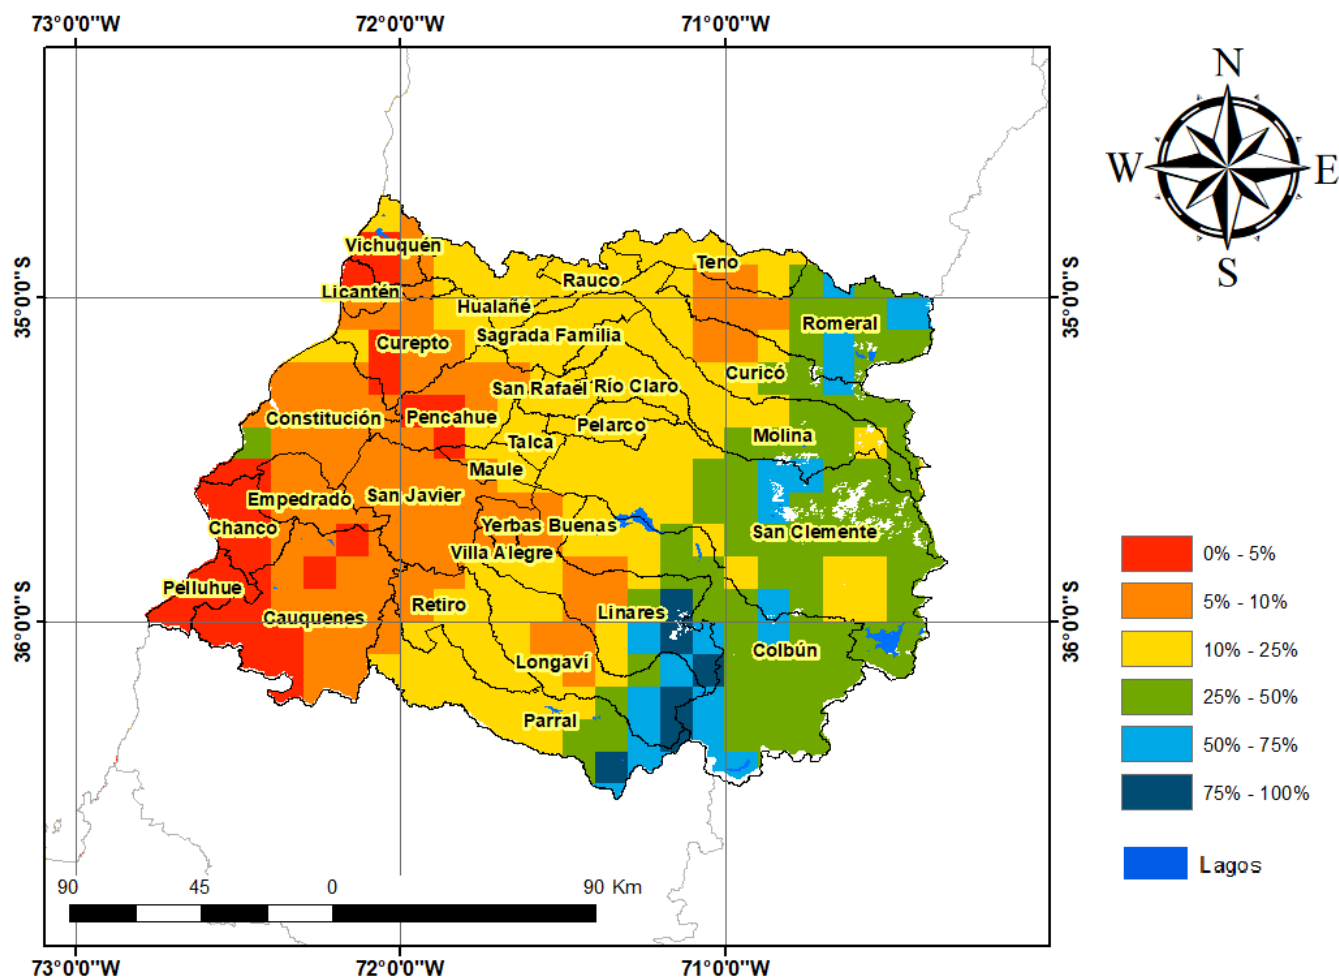 73°0'0"W 72°0'0"W 71°0'0"W
N
W E
S
35°0'0"S 35°0'0"S
36°0'0"S 36°0'0"S
Vichuquén
Licantén
Teno
Rauco
Hualañé
Romeral
Sagrada Familia
Curepto
Curicó
San Rafael
Río Claro
Constitución
Pencahue
Pelarco
Molina
Talca
Maule
San Javier
Empedrado
Chanco
Yerbas Buenas
San Clemente
Villa Alegre
Pelluhue
Retiro
Linares
Cauquenes
Colbún
Longaví
Parral
0% - 5%
5% - 10%
10% - 25%
25% - 50%
50% - 75%
75% - 100%
Lagos
90 45 0 90 Km
73°0'0"W 72°0'0"W 71°0'0"W